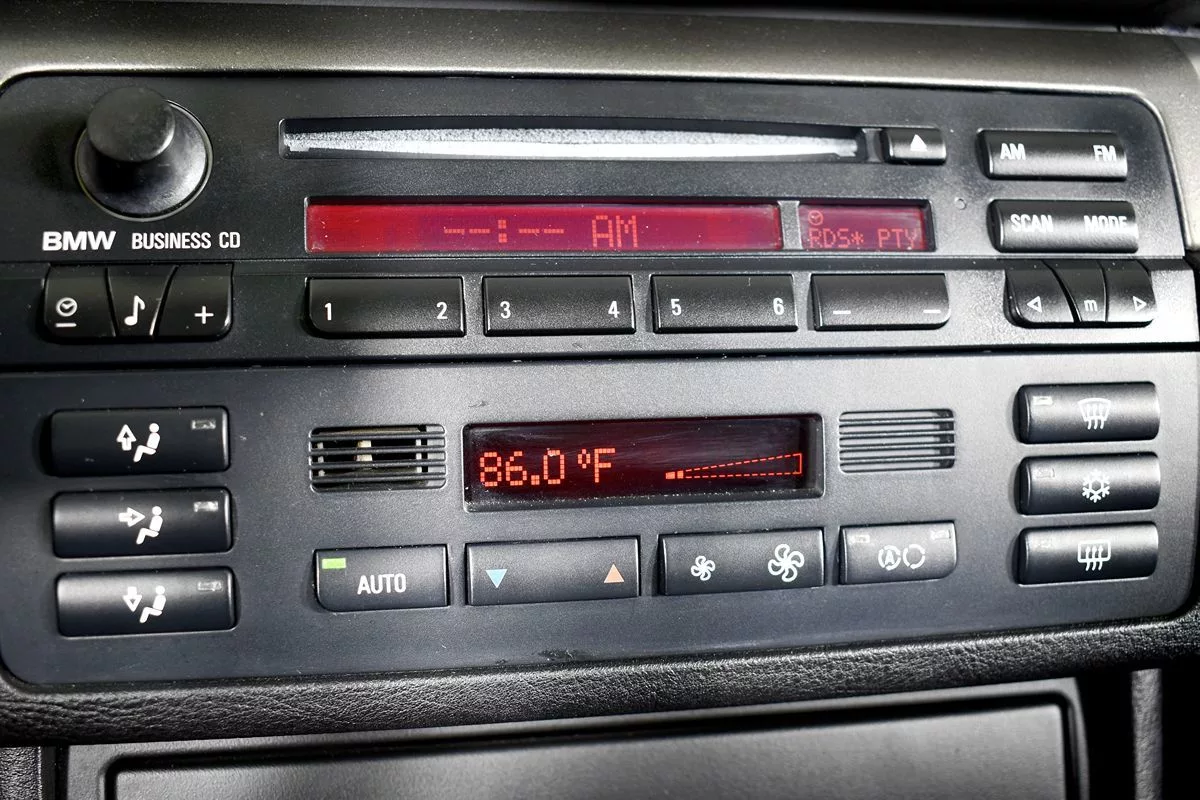 AM FM
--:-- AM
RDS* PTY
SCAN MODE
BMW BUSINESS CD
+
1 2
3 4
5 6
m
86.0 °F
AUTO
A